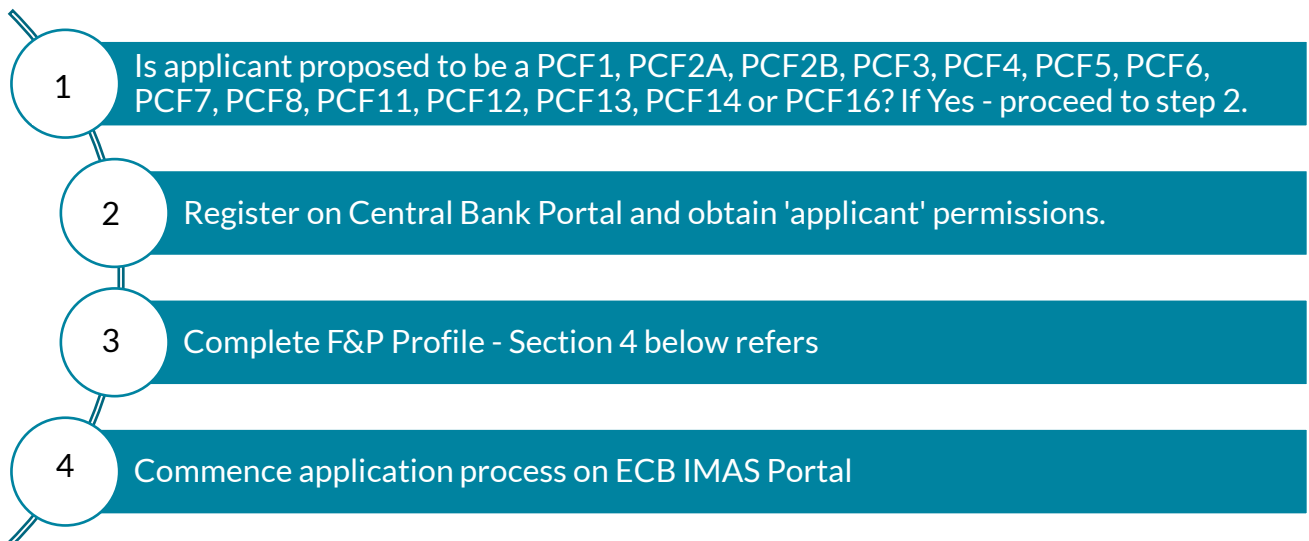 1
Is applicant proposed to be a PCF1, PCF2A, PCF2B, PCF3, PCF4, PCF5, PCF6,
PCF7, PCF8, PCF11, PCF12, PCF13, PCF14 or PCF16? If Yes - proceed to step 2.
2
Register on Central Bank Portal and obtain 'applicant' permissions.
3
Complete F&P Profile - Section 4 below refers
4
Commence application process on ECB IMAS Portal